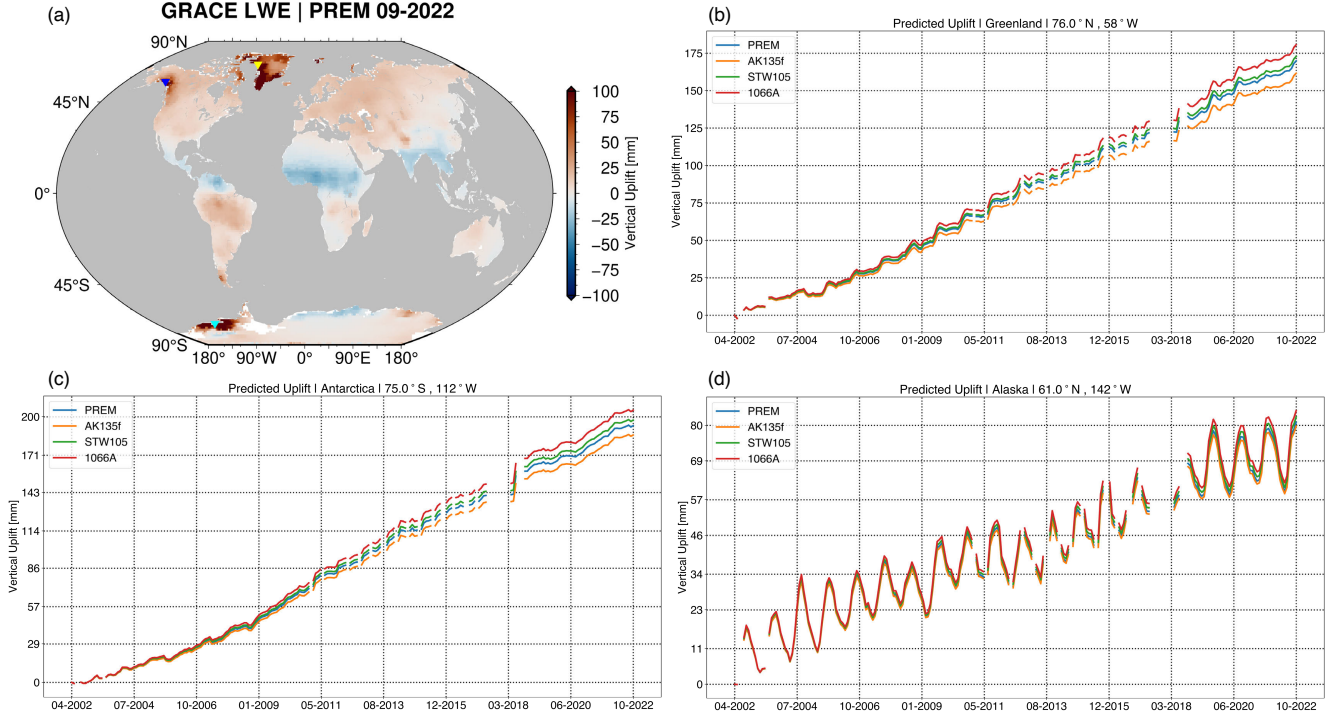 (a)
GRACE LWE | PREM 09-2022
90°N
45°N
0°
45°S
90°S
180° 90°W 0° 90°E 180°
100
75
50
25
0
−25
−50
−75
−100
Vertical Uplift [mm]
(b)
Predicted Uplift | Greenland | 76.0°N , 58°W
PREM
AK135f
STW105
1066A
Vertical Uplift [mm]
175
150
125
100
75
50
25
0
04-2002 07-2004 10-2006 01-2009 05-2011 08-2013 12-2015 03-2018 06-2020 10-2022
(c)
Predicted Uplift | Antarctica | 75.0°S , 112°W
PREM
AK135f
STW105
1066A
Vertical Uplift [mm]
200
171
143
114
86
57
29
0
04-2002 07-2004 10-2006 01-2009 05-2011 08-2013 12-2015 03-2018 06-2020 10-2022
(d)
Predicted Uplift | Alaska | 61.0°N , 142°W
PREM
AK135f
STW105
1066A
Vertical Uplift [mm]
80
69
57
46
34
23
11
0
04-2002 07-2004 10-2006 01-2009 05-2011 08-2013 12-2015 03-2018 06-2020 10-2022